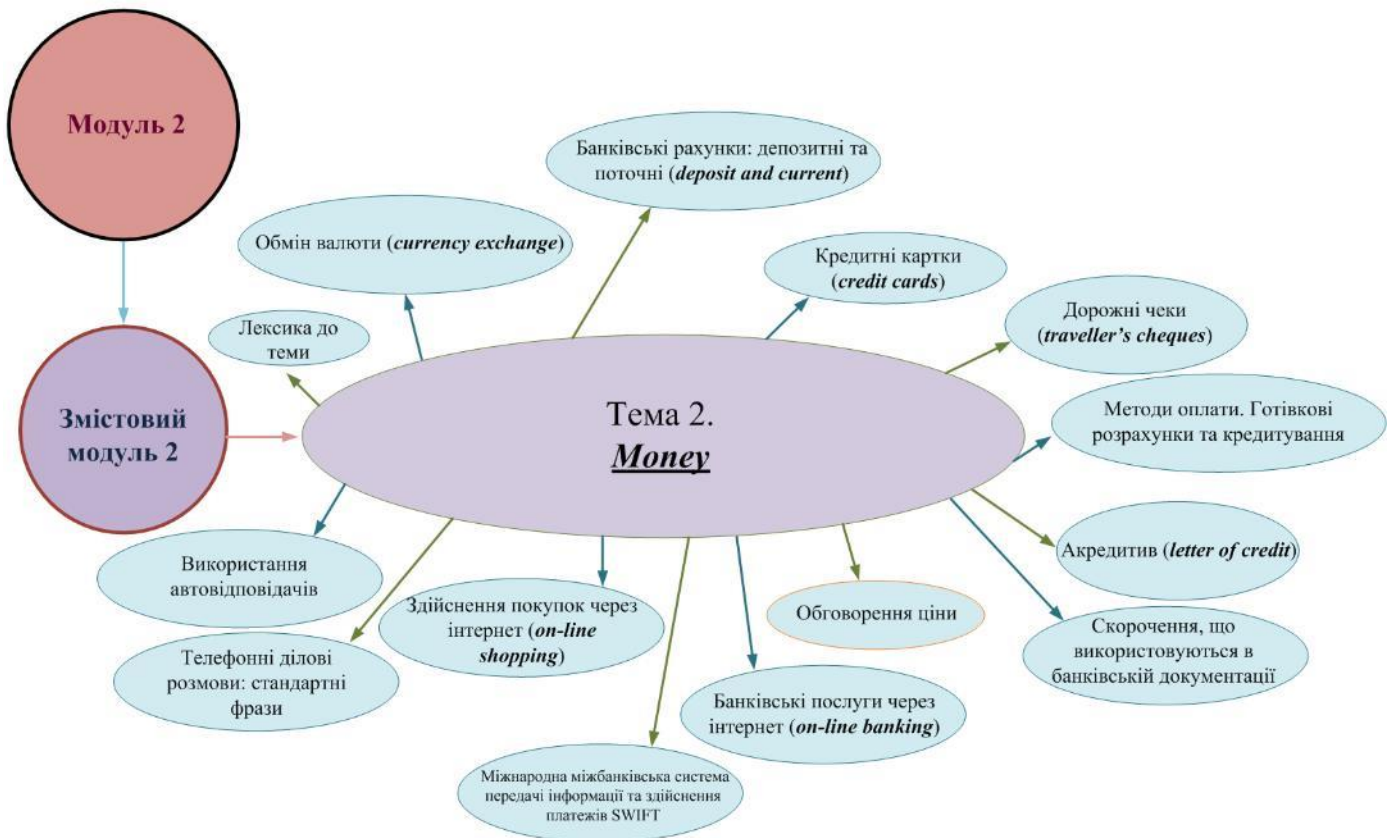 Модуль 2
Банківські рахунки: депозитні та
поточні (deposit and current)
Обмін валюти (currency exchange)
Кредитні картки
(credit cards)
Дорожні чеки
(traveller’s cheques)
Лексика до
теми
Змістовий
модуль 2
Тема 2.
Money
Методи оплати. Готівкові
розрахунки та кредитування
Акредитив (letter of credit)
Використання
автовідповідачів
Здійснення покупок через
інтернет (on-line
shopping)
Обговорення ціни
Скорочення, що
використовуються в
банківській документації
Телефонні ділові
розмови: стандартні
фрази
Банківські послуги через
інтернет (on-line banking)
Міжнародна міжбанківська система
передачі інформації та здійснення
платежів SWIFT